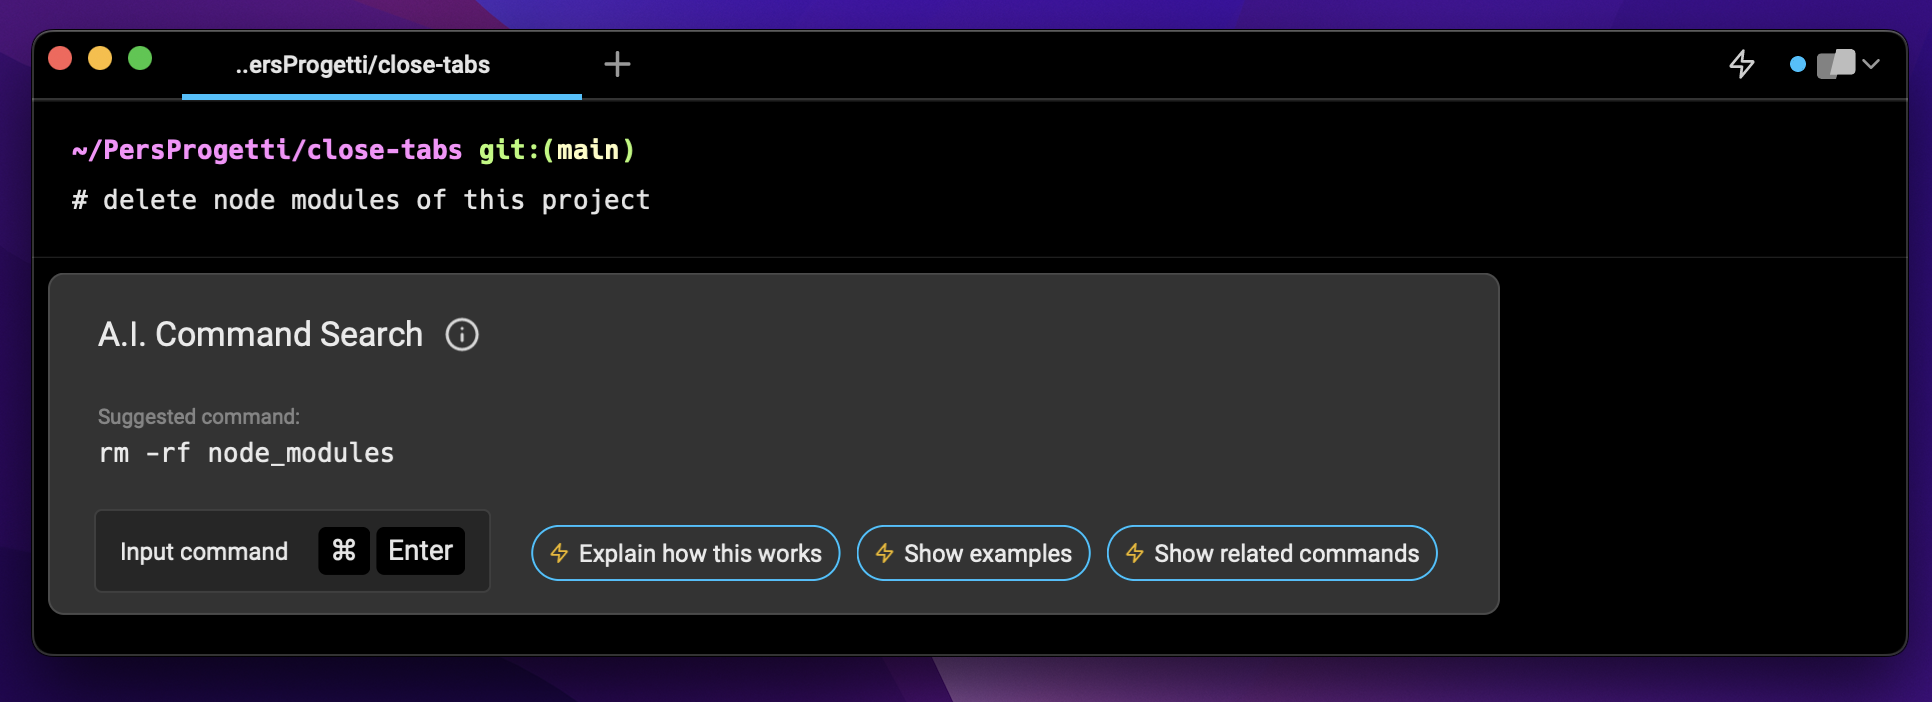 ..ersProgetti/close-tabs
~/PersProgetti/close-tabs git:(main)
# delete node modules of this project
A.I. Command Search
Suggested command:
rm -rf node_modules
Input command ⌘ Enter
Explain how this works
Show examples
Show related commands